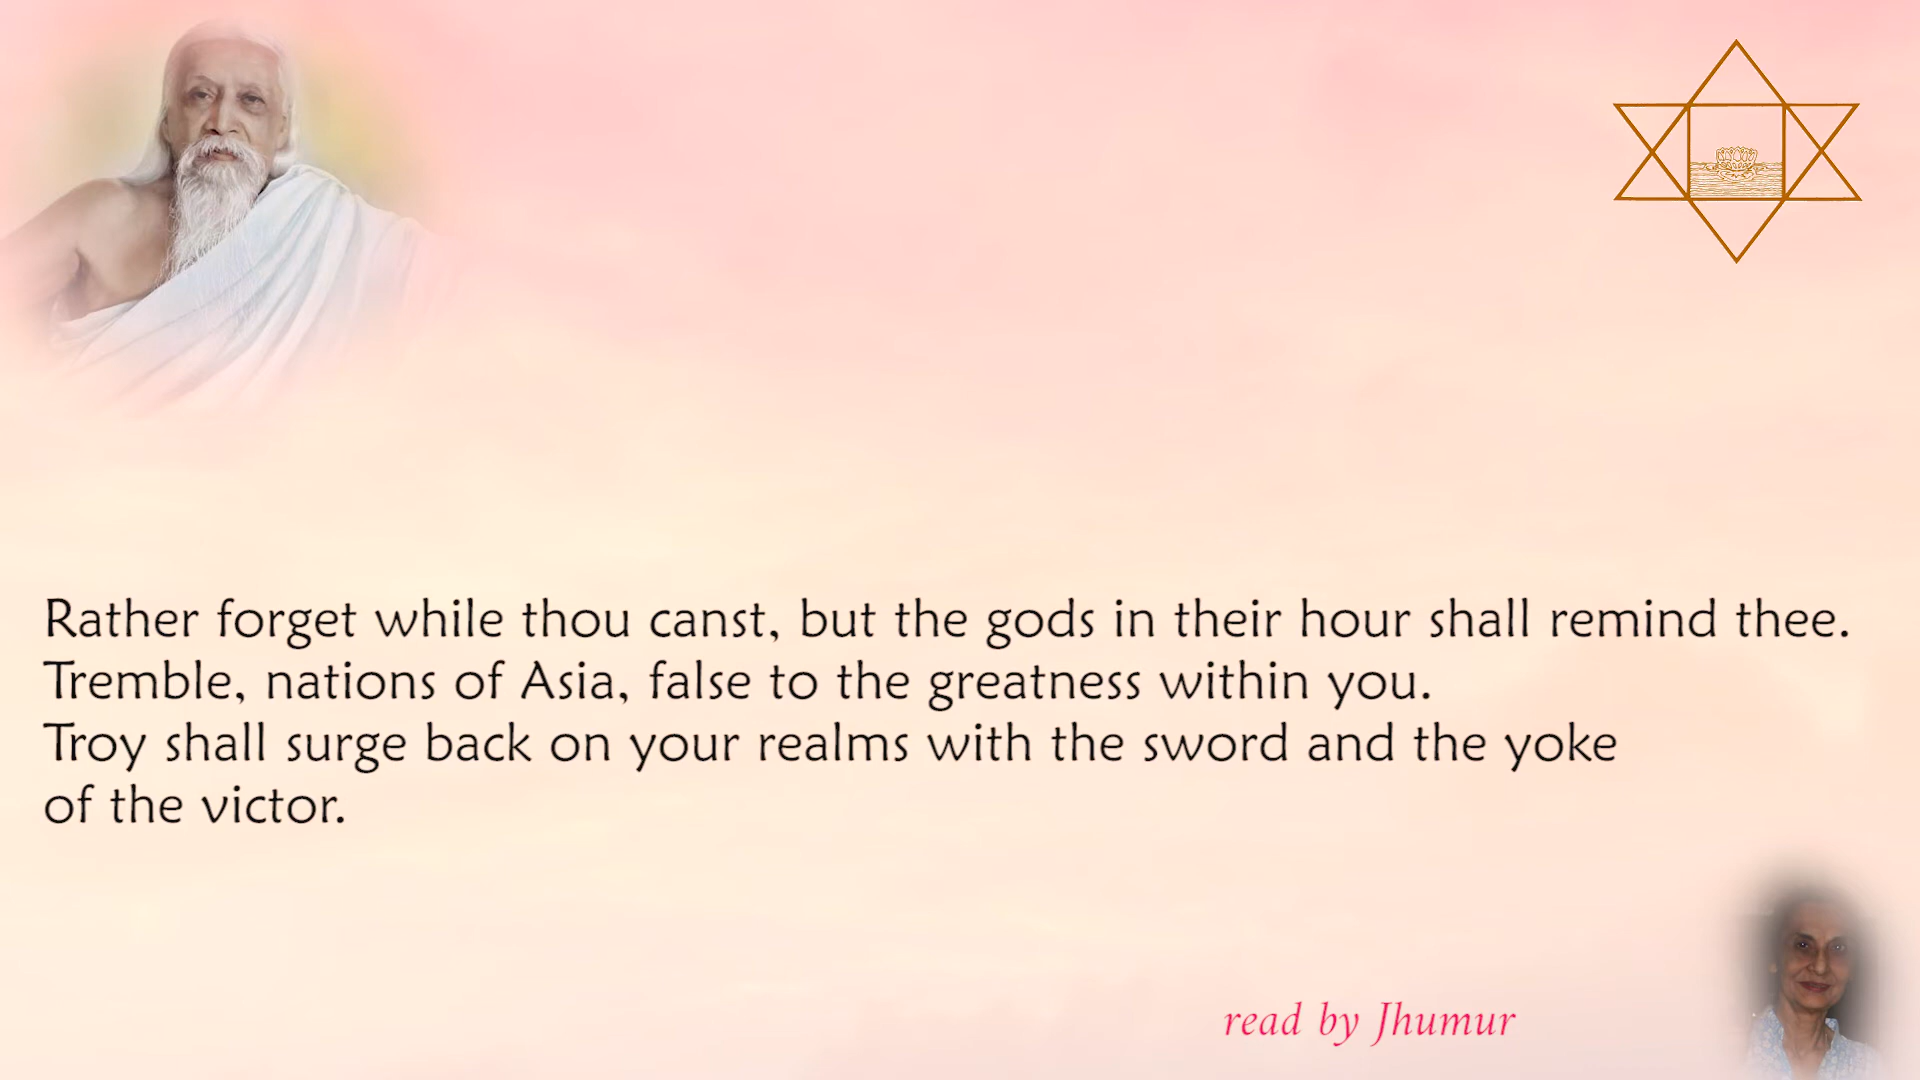 Rather forget while thou canst, but the gods in their hour shall remind thee.
Tremble, nations of Asia, false to the greatness within you.
Troy shall surge back on your realms with the sword and the yoke
of the victor.
read by Jhumur